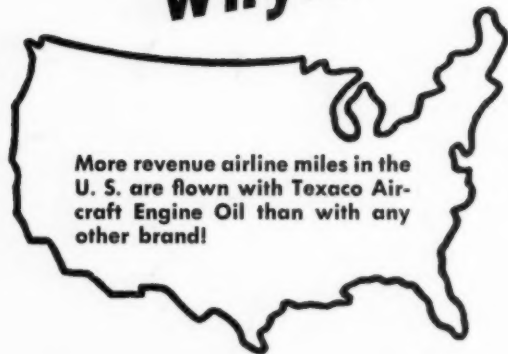 More revenue airline miles in the
U. S. are flown with Texaco Air-
craft Engine Oil than with any
other brand!